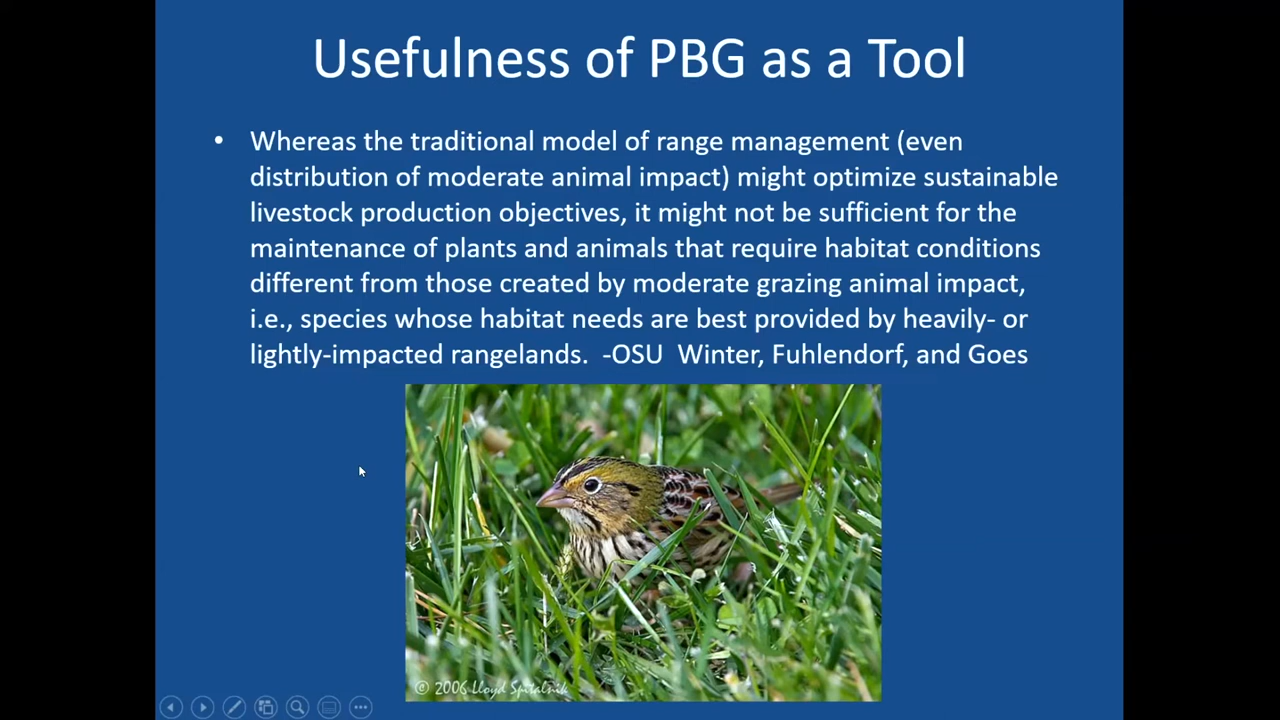 Usefulness of PBG as a Tool
• Whereas the traditional model of range management (even
distribution of moderate animal impact) might optimize sustainable
livestock production objectives, it might not be sufficient for the
maintenance of plants and animals that require habitat conditions
different from those created by moderate grazing animal impact,
i.e., species whose habitat needs are best provided by heavily- or
lightly-impacted rangelands.  -OSU  Winter, Fuhlendorf, and Goes
© 2006 Lloyd Spitalnik